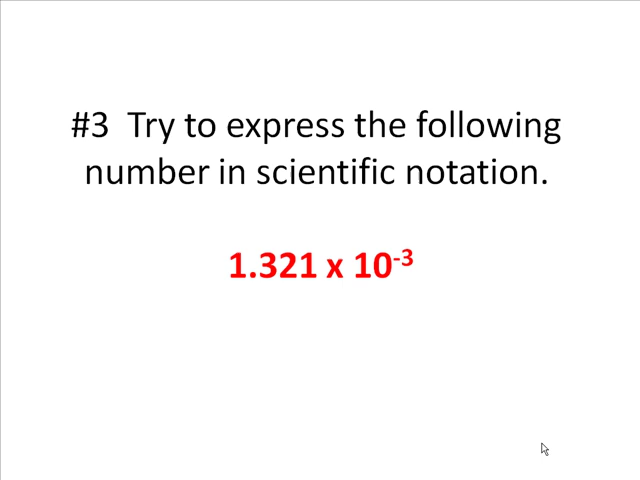 #3  Try to express the following
number in scientific notation.
1.321 x 10⁻³